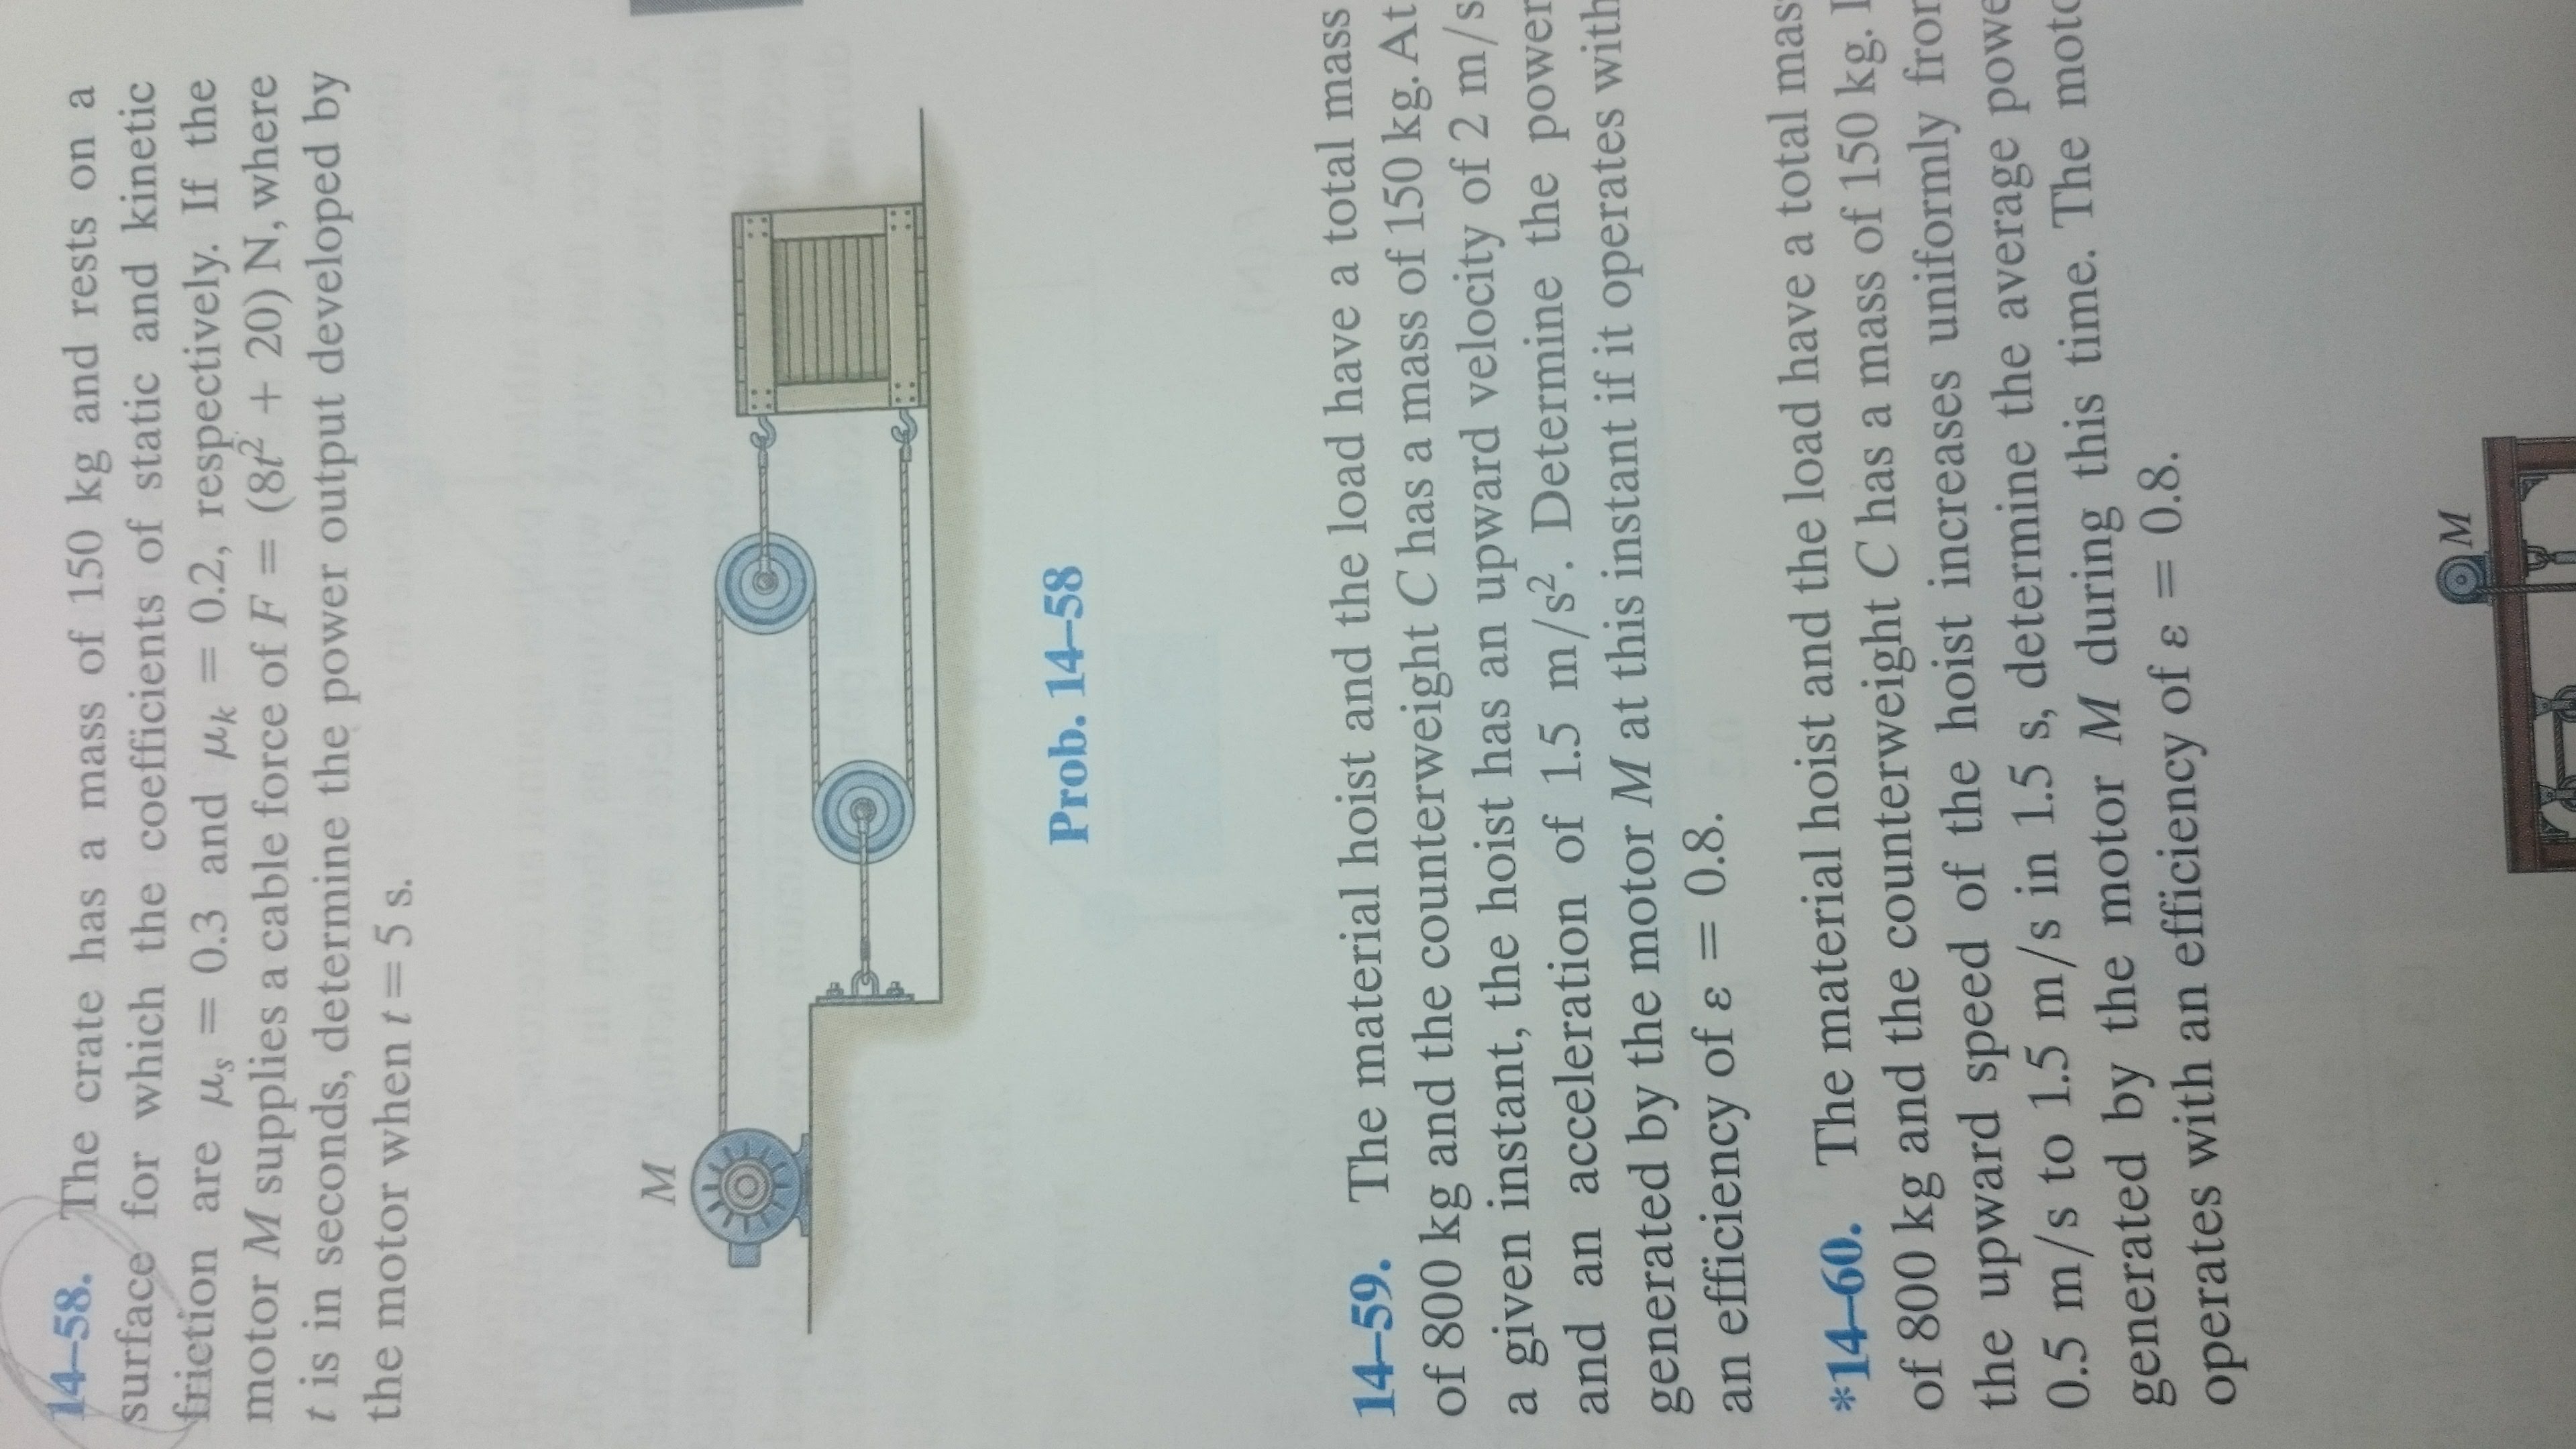 14–58. The crate has a mass of 150 kg and rests on a
surface for which the coefficients of static and kinetic
friction are μs = 0.3 and μk = 0.2, respectively. If the
motor M supplies a cable force of F = (8t² + 20) N, where
t is in seconds, determine the power output developed by
the motor when t = 5 s.
M
Prob. 14–58
14–59. The material hoist and the load have a total mass
of 800 kg and the counterweight C has a mass of 150 kg. At
a given instant, the hoist has an upward velocity of 2 m/s
and an acceleration of 1.5 m/s². Determine the power
generated by the motor M at this instant if it operates with
an efficiency of ε = 0.8.
*14–60. The material hoist and the load have a total mas
of 800 kg and the counterweight C has a mass of 150 kg. I
the upward speed of the hoist increases uniformly fron
0.5 m/s to 1.5 m/s in 1.5 s, determine the average powe
generated by the motor M during this time. The moto
operates with an efficiency of ε = 0.8.
M